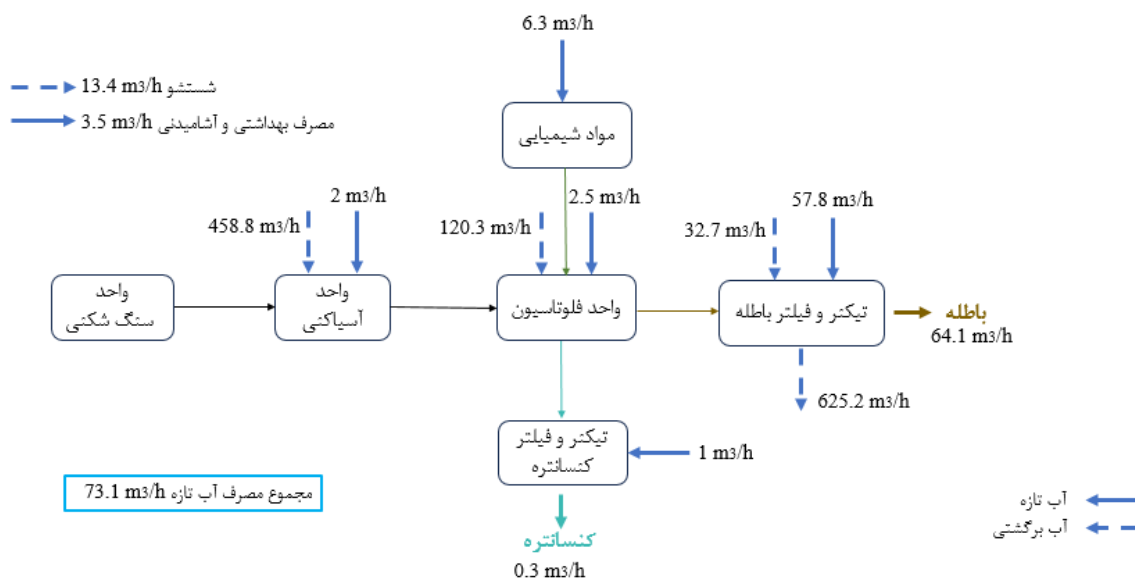 6.3 m3/h
شستشو 13.4 m3/h
مصرف بهداشتی و آشامیدنی 3.5 m3/h
مواد شیمیایی
458.8 m3/h
2 m3/h
120.3 m3/h
2.5 m3/h
32.7 m3/h
57.8 m3/h
واحد
سنگ شکنی
واحد
آسیاکنی
واحد فلوتاسیون
تیکنر و فیلتر باطله
باطله
64.1 m3/h
625.2 m3/h
تیکنر و فیلتر
کنسانتره
1 m3/h
مجموع مصرف آب تازه 73.1 m3/h
کنسانتره
0.3 m3/h
آب تازه
آب برگشتی